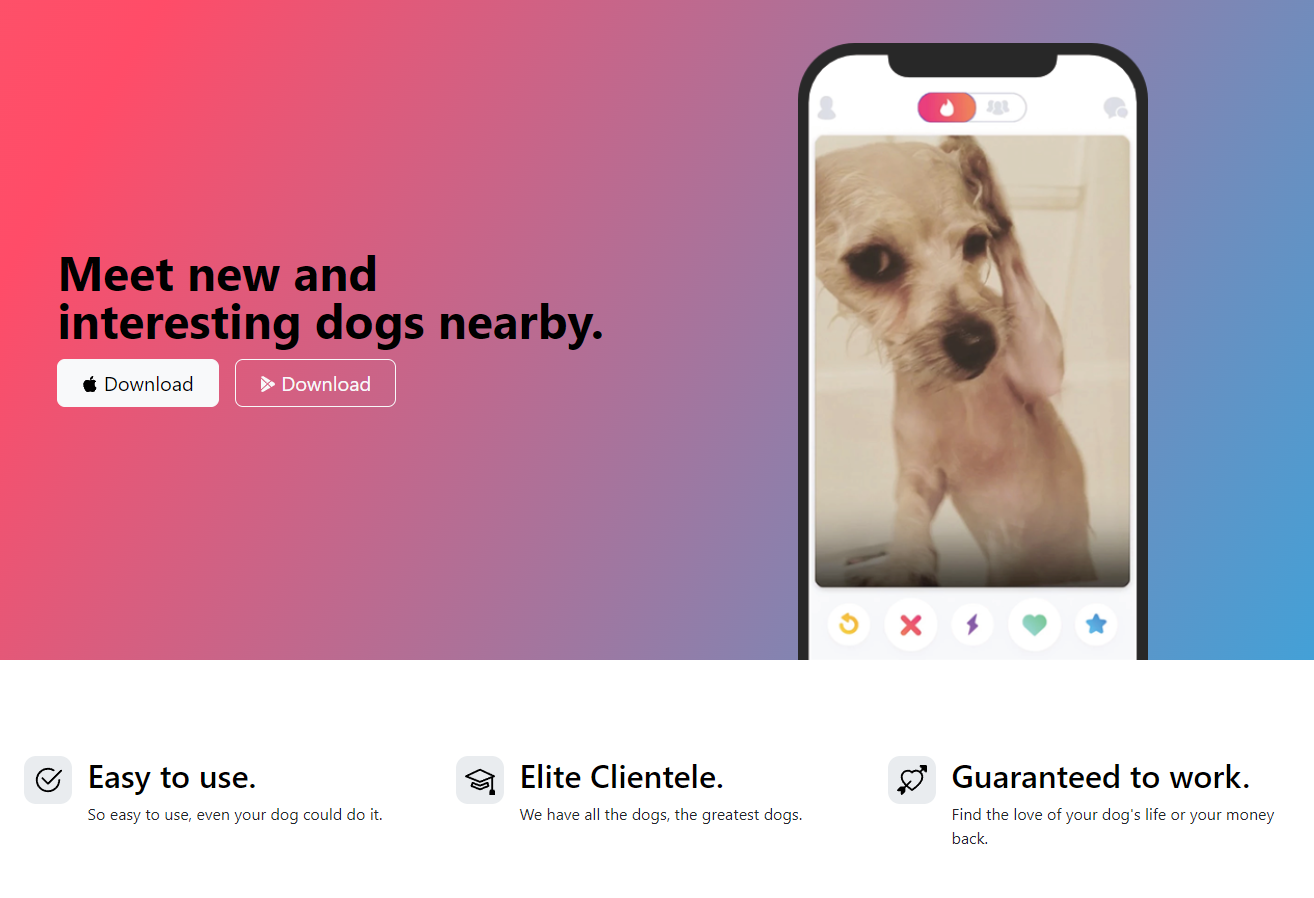 Meet new and
interesting dogs nearby.
Download
Download
Easy to use.
So easy to use, even your dog could do it.
Elite Clientele.
We have all the dogs, the greatest dogs.
Guaranteed to work.
Find the love of your dog's life or your money
back.